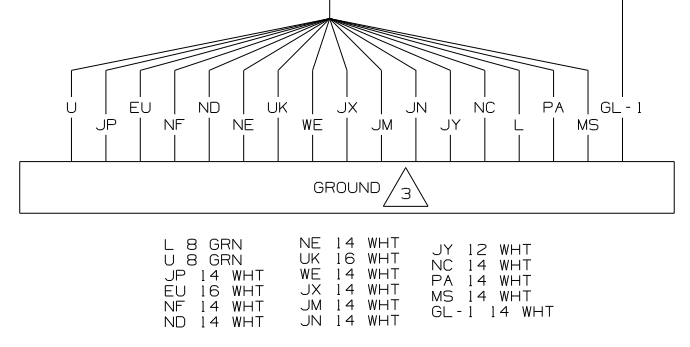 U EU ND UK JX JN NC PA GL-1
JP NF NE WE JM JY L MS
GROUND 3
L 8 GRN
U 8 GRN
JP 14 WHT
EU 16 WHT
NF 14 WHT
ND 14 WHT
NE 14 WHT
UK 16 WHT
WE 14 WHT
JX 14 WHT
JM 14 WHT
JN 14 WHT
JY 12 WHT
NC 14 WHT
PA 14 WHT
MS 14 WHT
GL-1 14 WHT